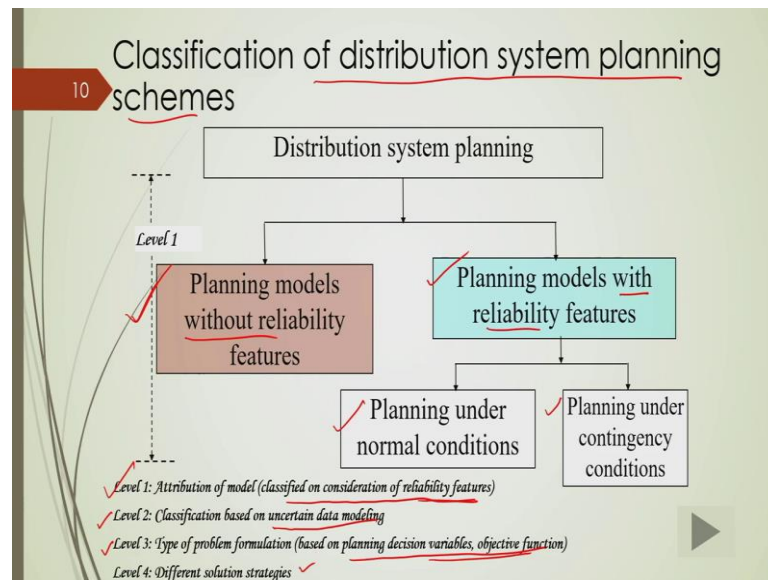 Classification of distribution system planning
10
schemes
Distribution system planning
Level 1
Planning models
without reliability
features
Planning models with
reliability features
Planning under
normal conditions
Planning under
contingency
conditions
Level 1: Attribution of model (classified on consideration of reliability features)
Level 2: Classification based on uncertain data modeling
Level 3: Type of problem formulation (based on planning decision variables, objective function)
Level 4: Different solution strategies